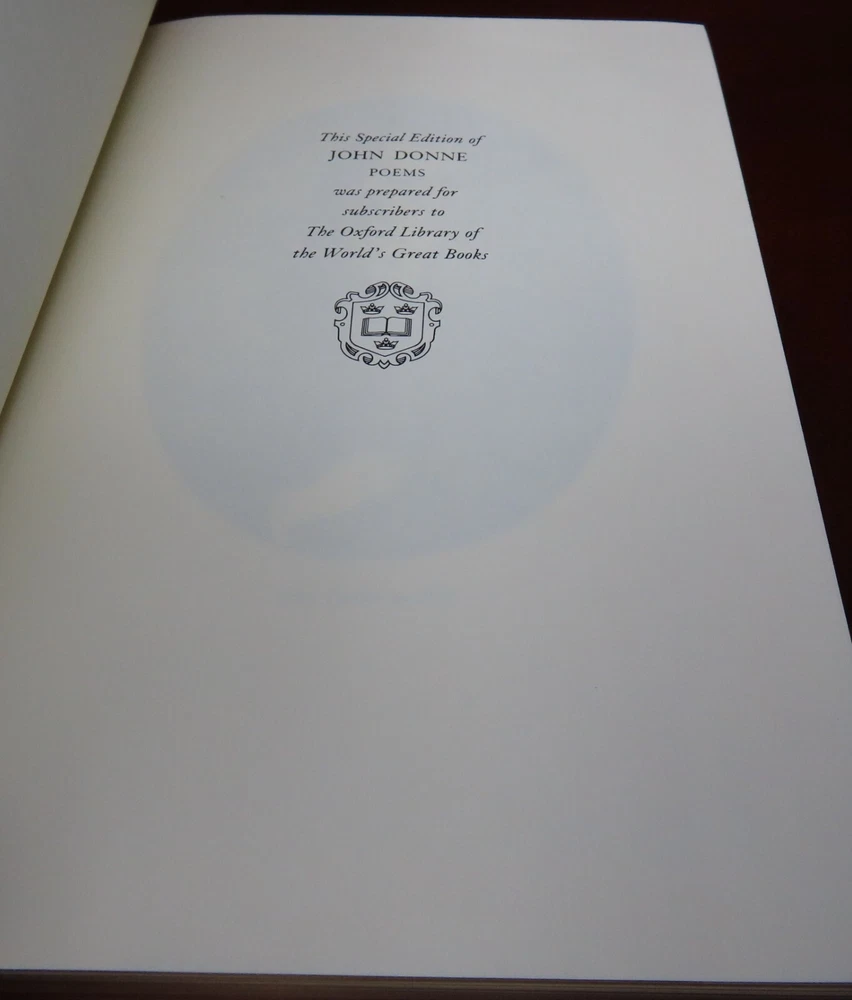 This Special Edition of
JOHN DONNE
POEMS
was prepared for
subscribers to
The Oxford Library of
the World's Great Books